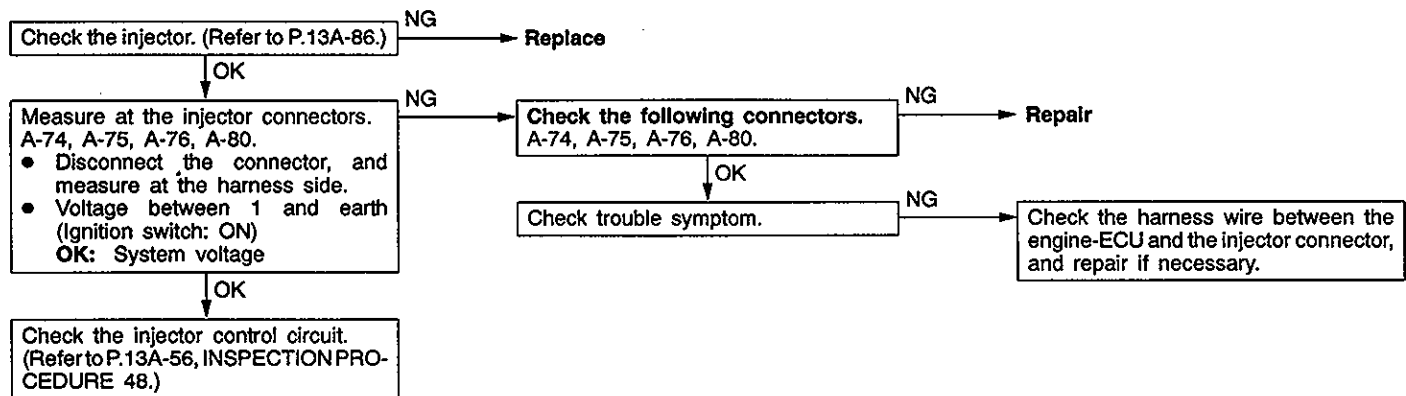 Check the injector. (Refer to P.13A-86.)
NG
Replace
OK
Measure at the injector connectors.
A-74, A-75, A-76, A-80.
● Disconnect the connector, and
measure at the harness side.
● Voltage between 1 and earth
(Ignition switch: ON)
OK: System voltage
NG
Check the following connectors.
A-74, A-75, A-76, A-80.
NG
Repair
OK
Check trouble symptom.
NG
Check the harness wire between the
engine-ECU and the injector connector,
and repair if necessary.
OK
Check the injector control circuit.
(Refer to P.13A-56, INSPECTION PRO-
CEDURE 48.)